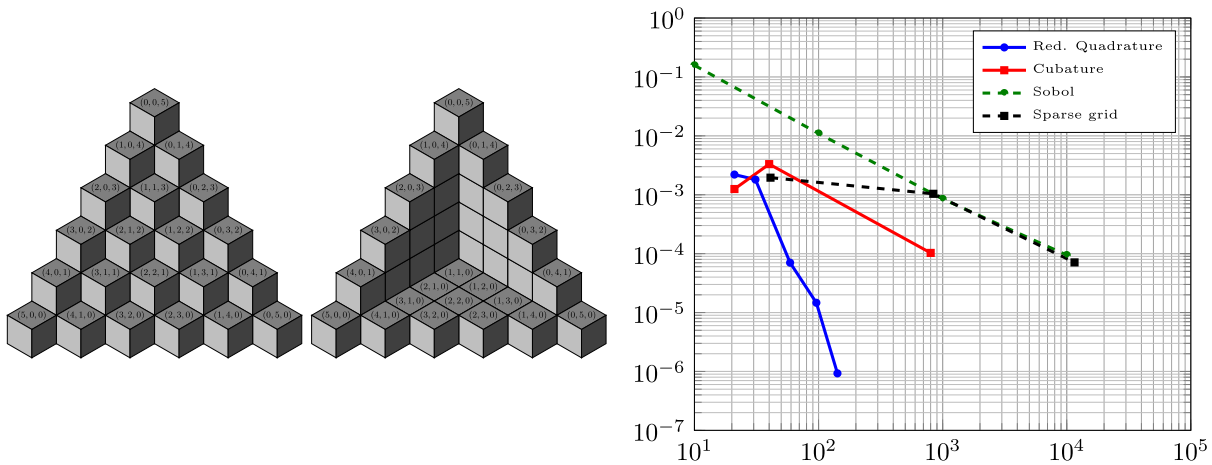 (0,0,5)
(1,0,4) (0,1,4)
(2,0,3) (1,1,3) (0,2,3)
(3,0,2) (2,1,2) (1,2,2) (0,3,2)
(4,0,1) (3,1,1) (2,2,1) (1,3,1) (0,4,1)
(5,0,0) (4,1,0) (3,2,0) (2,3,0) (1,4,0) (0,5,0)
(0,0,5)
(1,0,4) (0,1,4)
(2,0,3) (0,2,3)
(3,0,2) (0,3,2)
(4,0,1) (1,1,0) (0,4,1)
(2,1,0) (1,2,0)
(3,1,0) (2,2,0) (1,3,0)
(5,0,0) (4,1,0) (3,2,0) (2,3,0) (1,4,0) (0,5,0)
10^0
10^-1
10^-2
10^-3
10^-4
10^-5
10^-6
10^-7
Red. Quadrature
Cubature
Sobol
Sparse grid
10^1 10^2 10^3 10^4 10^5